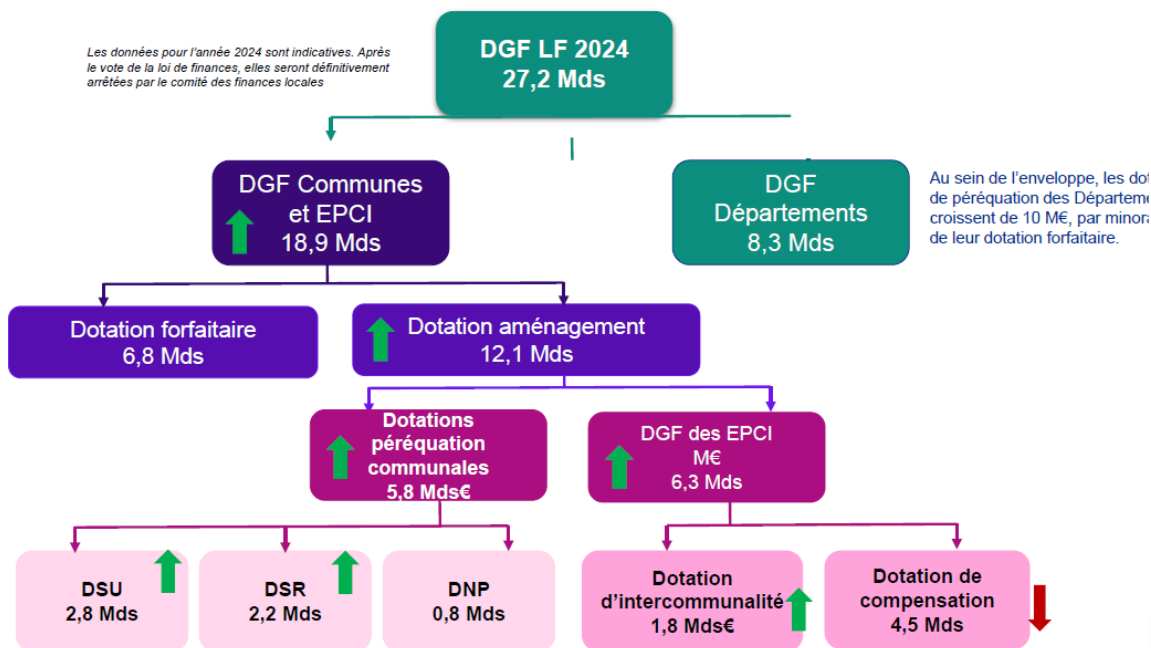 Les données pour l'année 2024 sont indicatives. Après
le vote de la loi de finances, elles seront définitivement
arrêtées par le comité des finances locales
DGF LF 2024
27,2 Mds
DGF Communes
et EPCI
18,9 Mds
DGF
Départements
8,3 Mds
Au sein de l'enveloppe, les
de péréquation des
croissent de 10 M€, par
de leur dotation forfaitaire.
Dotation forfaitaire
6,8 Mds
Dotation aménagement
12,1 Mds
Dotations
péréquation
communales
5,8 Mds€
DGF des EPCI
M€
6,3 Mds
DSU
2,8 Mds
DSR
2,2 Mds
DNP
0,8 Mds
Dotation
d'intercommunalité
1,8 Mds€
Dotation de
compensation
4,5 Mds